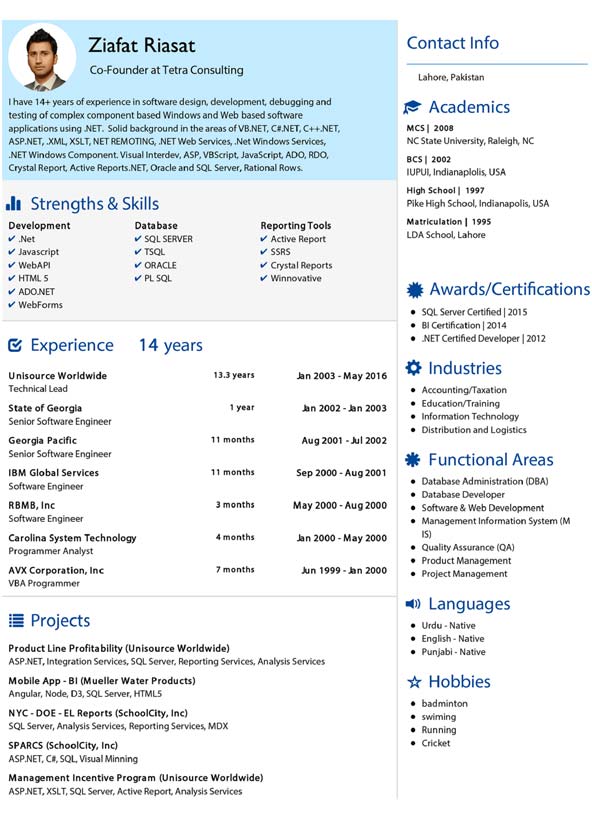 Ziafat Riasat
Co-Founder at Tetra Consulting
I have 14+ years of experience in software design, development, debugging and
testing of complex component based Windows and Web based software
applications using .NET.  Solid background in the areas of VB.NET, C#.NET, C++.NET,
ASP.NET, .XML, XSLT, NET REMOTING, .NET Web Services, .Net Windows Services,
.NET Windows Component. Visual Interdev, ASP, VBScript, JavaScript, ADO, RDO,
Crystal Report, Active Reports.NET, Oracle and SQL Server, Rational Rows.
Strengths & Skills
Development
✔ .Net
✔ Javascript
✔ WebAPI
✔ HTML 5
✔ ADO.NET
✔ WebForms
Database
✔ SQL SERVER
✔ TSQL
✔ ORACLE
✔ PL SQL
Reporting Tools
✔ Active Report
✔ SSRS
✔ Crystal Reports
✔ Winnovative
Experience 14 years
Unisource Worldwide 13.3 years Jan 2003 - May 2016
Technical Lead
State of Georgia 1 year Jan 2002 - Jan 2003
Senior Software Engineer
Georgia Pacific 11 months Aug 2001 - Jul 2002
Senior Software Engineer
IBM Global Services 11 months Sep 2000 - Aug 2001
Software Engineer
RBMB, Inc 3 months May 2000 - Aug 2000
Software Engineer
Carolina System Technology 4 months Jan 2000 - May 2000
Programmer Analyst
AVX Corporation, Inc 7 months Jun 1999 - Jan 2000
VBA Programmer
Projects
Product Line Profitability (Unisource Worldwide)
ASP.NET, Integration Services, SQL Server, Reporting Services, Analysis Services
Mobile App - BI (Mueller Water Products)
Angular, Node, D3, SQL Server, HTML5
NYC - DOE - EL Reports (SchoolCity, Inc)
SQL Server, Analysis Services, Reporting Services, MDX
SPARCS (SchoolCity, Inc)
ASP.NET, C#, SQL, Visual Minning
Management Incentive Program (Unisource Worldwide)
ASP.NET, XSLT, SQL Server, Active Report, Analysis Services
Contact Info
Lahore, Pakistan
Academics
MCS | 2008
NC State University, Raleigh, NC
BCS | 2002
IUPUI, Indianaplolis, USA
High School | 1997
Pike High School, Indianapolis, USA
Matriculation | 1995
LDA School, Lahore
Awards/Certifications
● SQL Server Certified | 2015
● BI Certification | 2014
● .NET Certified Developer | 2012
Industries
● Accounting/Taxation
● Education/Training
● Information Technology
● Distribution and Logistics
Functional Areas
● Database Administration (DBA)
● Database Developer
● Software & Web Development
● Management Information System (M
IS)
● Quality Assurance (QA)
● Product Management
● Project Management
Languages
● Urdu - Native
● English - Native
● Punjabi - Native
Hobbies
● badminton
● swiming
● Running
● Cricket